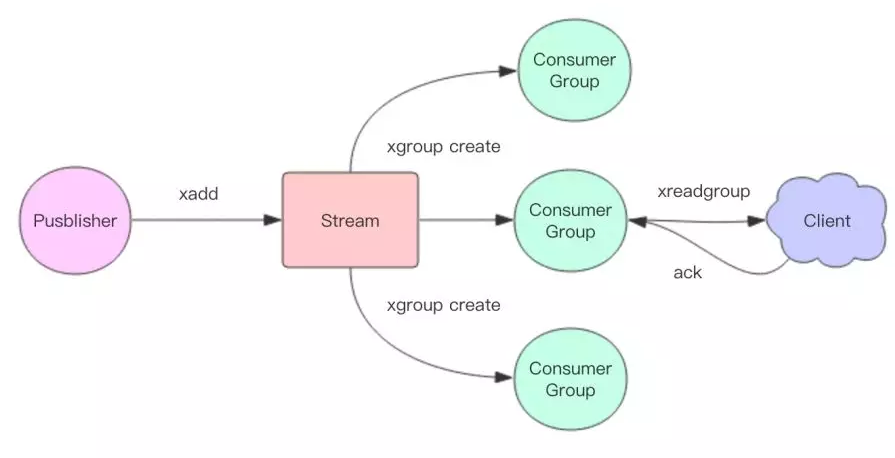 Consumer
Group
xgroup create
xadd
Pusblisher
Stream
Consumer
Group
xreadgroup
Client
ack
xgroup create
Consumer
Group